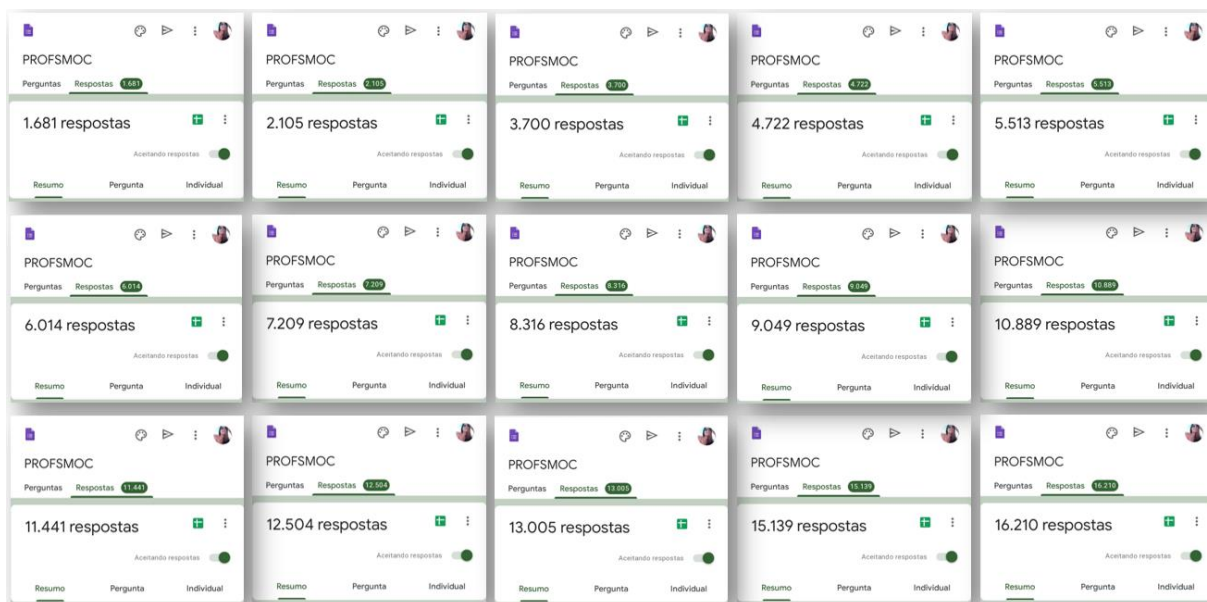 PROFSMOC
Perguntas Respostas 1.681
1.681 respostas
Aceitando respostas
Resumo Pergunta Individual
PROFSMOC
Perguntas Respostas 2.105
2.105 respostas
Aceitando respostas
Resumo Pergunta Individual
PROFSMOC
Perguntas Respostas 3.700
3.700 respostas
Aceitando respostas
Resumo Pergunta Individual
PROFSMOC
Perguntas Respostas 4.722
4.722 respostas
Aceitando respostas
Resumo Pergunta Individual
PROFSMOC
Perguntas Respostas 5.513
5.513 respostas
Aceitando respostas
Resumo Pergunta Individual
PROFSMOC
Perguntas Respostas 6.014
6.014 respostas
Aceitando respostas
Resumo Pergunta Individual
PROFSMOC
Perguntas Respostas 7.209
7.209 respostas
Aceitando respostas
Resumo Pergunta Individual
PROFSMOC
Perguntas Respostas 8.316
8.316 respostas
Aceitando respostas
Resumo Pergunta Individual
PROFSMOC
Perguntas Respostas 9.049
9.049 respostas
Aceitando respostas
Resumo Pergunta Individual
PROFSMOC
Perguntas Respostas 10.889
10.889 respostas
Aceitando respostas
Resumo Pergunta Individual
PROFSMOC
Perguntas Respostas 11.441
11.441 respostas
Aceitando respostas
Resumo Pergunta Individual
PROFSMOC
Perguntas Respostas 12.504
12.504 respostas
Aceitando respostas
Resumo Pergunta Individual
PROFSMOC
Perguntas Respostas 13.005
13.005 respostas
Aceitando respostas
Resumo Pergunta Individual
PROFSMOC
Perguntas Respostas 15.139
15.139 respostas
Aceitando respostas
Resumo Pergunta Individual
PROFSMOC
Perguntas Respostas 16.210
16.210 respostas
Aceitando respostas
Resumo Pergunta Individual